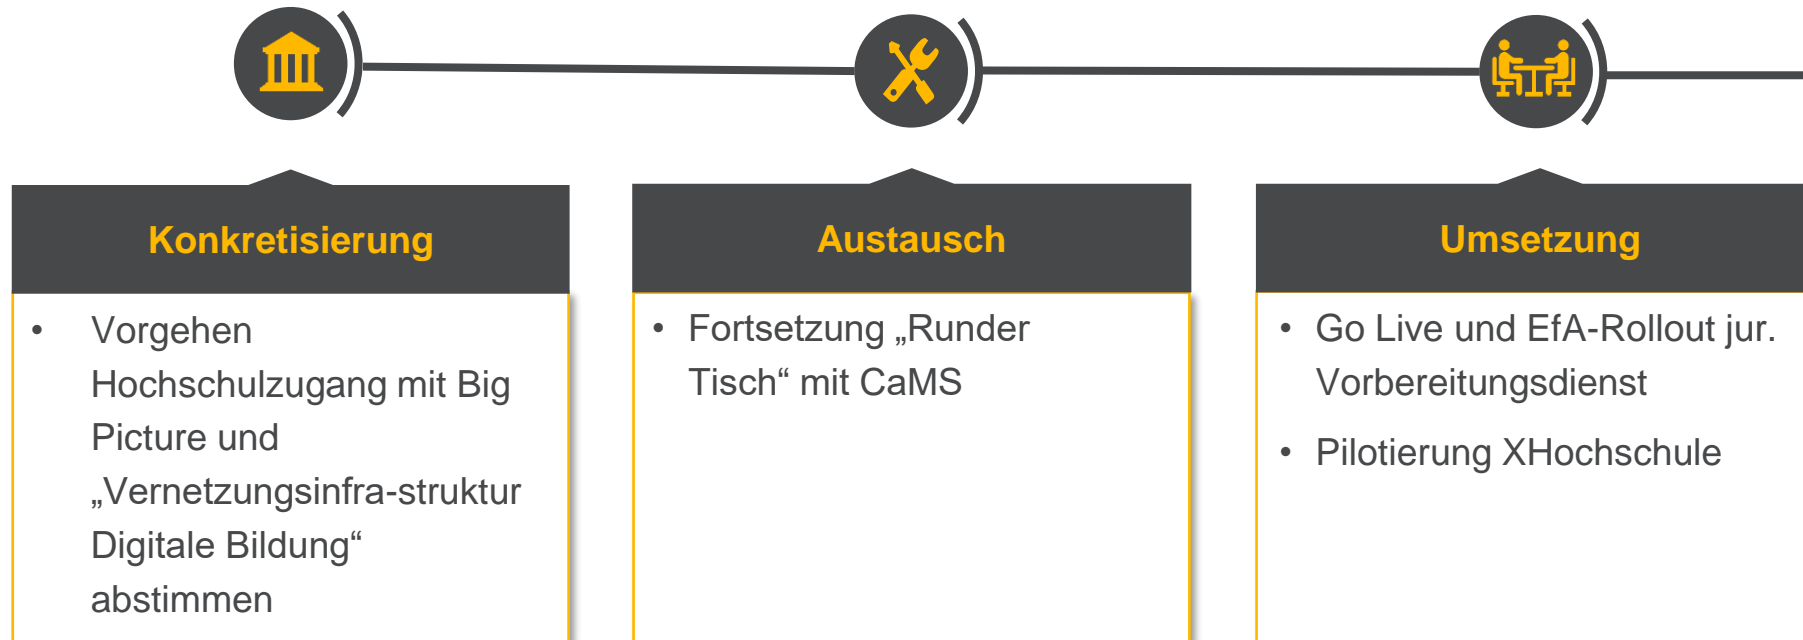 Konkretisierung
• Vorgehen
Hochschulzugang mit Big
Picture und
„Vernetzungsinfra-struktur
Digitale Bildung“
abstimmen
Austausch
• Fortsetzung „Runder
Tisch“ mit CaMS
Umsetzung
• Go Live und EfA-Rollout jur.
Vorbereitungsdienst
• Pilotierung XHochschule